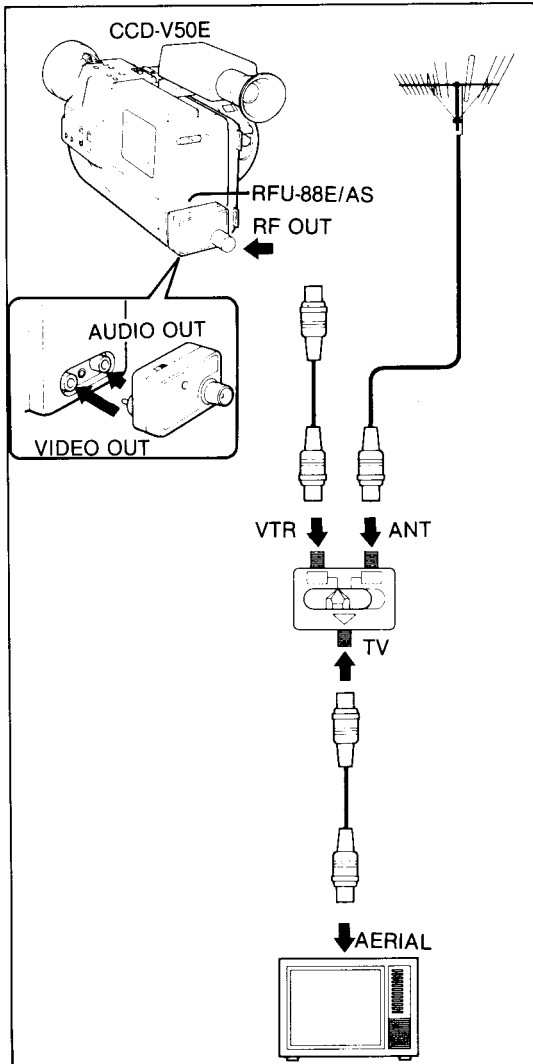 CCD-V50E
RFU-88E/AS
RF OUT
AUDIO OUT
VIDEO OUT
VTR
ANT
TV
AERIAL